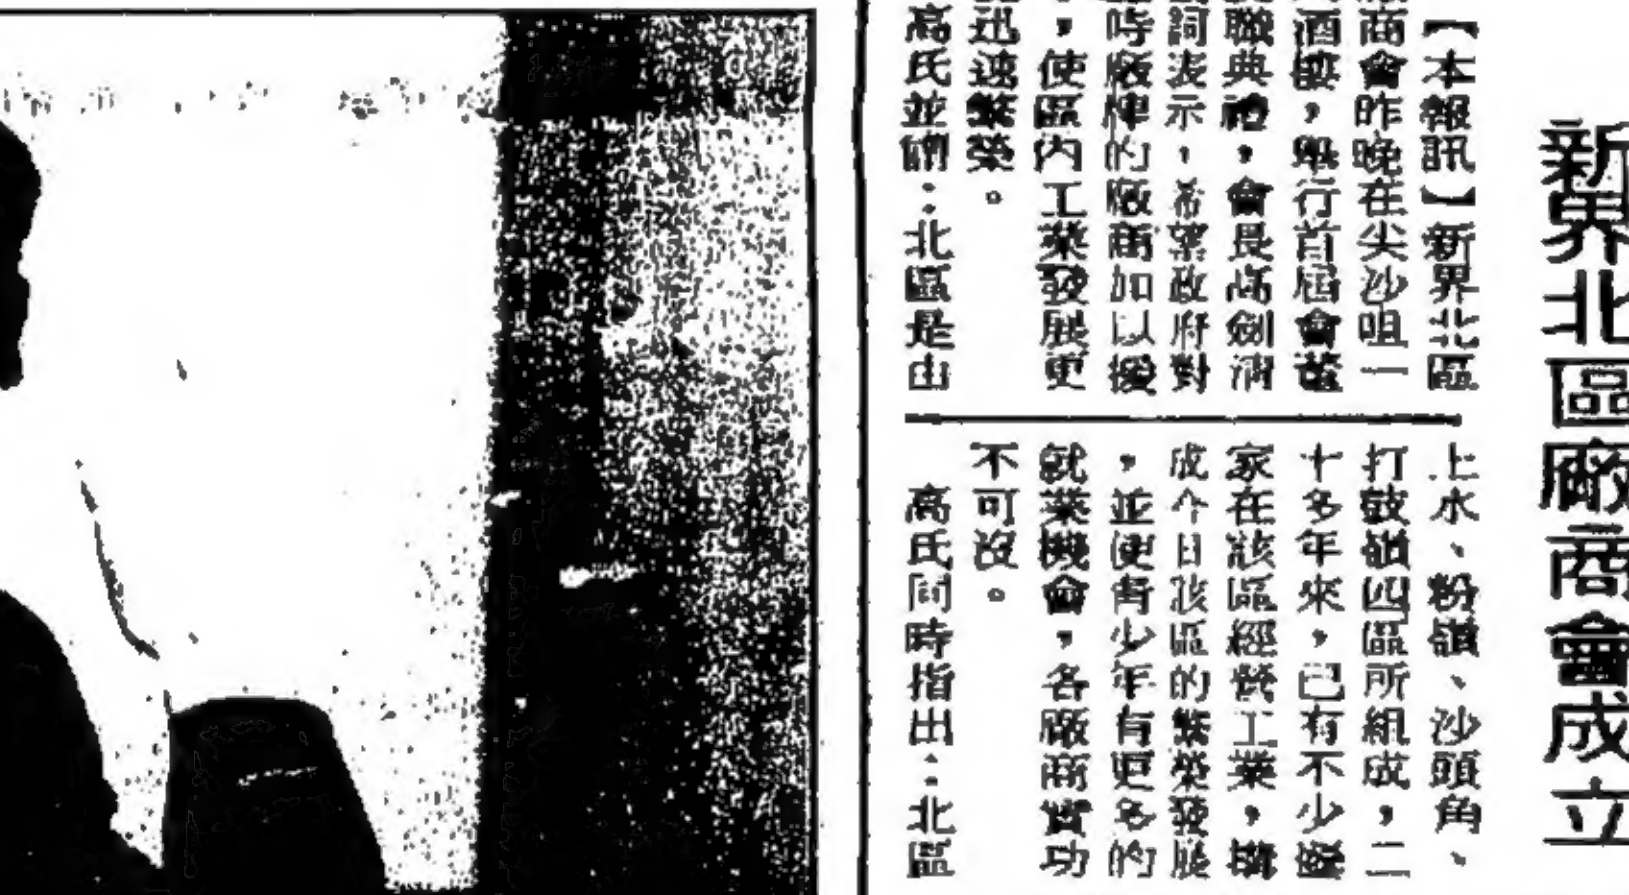 新界北區廠商會成立
【本報訊】新界北區
商會昨晚在尖沙咀一
酒樓，舉行首屆會董
職典禮，會長高劍清
詞表示，希望政府對
時廠牌的廠商加以援
，使區內工業發展更
迅速繁榮。
高氏並謂：北區是由
上水、粉嶺、沙頭角、
打鼓嶺四區所組成，二
十多年來，已有不少
家在該區經營工業，構
成今日該區的繁榮發展
，並使青少年有更多的
就業機會，各廠商實功
不可沒。
高氏同時指出：北區